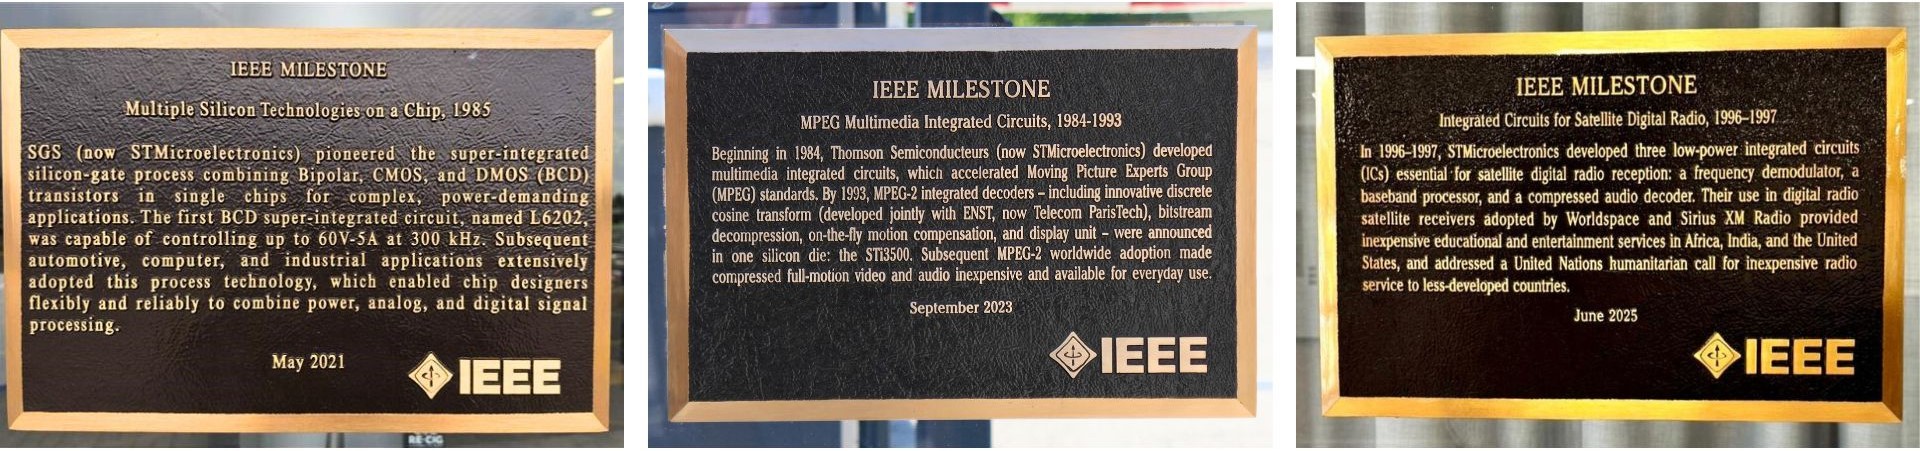 IEEE MILESTONE
Multiple Silicon Technologies on a Chip, 1985
SGS (now STMicroelectronics) pioneered the super-integrated
silicon-gate process combining Bipolar, CMOS, and DMOS (BCD)
transistors in single chips for complex, power-demanding
applications. The first BCD super-integrated circuit, named L6202,
was capable of controlling up to 60V-5A at 300 kHz. Subsequent
automotive, computer, and industrial applications extensively
adopted this process technology, which enabled chip designers
flexibly and reliably to combine power, analog, and digital signal
processing.
May 2021
IEEE
RE-CIG
IEEE MILESTONE
MPEG Multimedia Integrated Circuits, 1984-1993
Beginning in 1984, Thomson Semiconducteurs (now STMicroelectronics) developed
multimedia integrated circuits, which accelerated Moving Picture Experts Group
(MPEG) standards. By 1993, MPEG-2 integrated decoders – including innovative discrete
cosine transform (developed jointly with ENST, now Telecom ParisTech), bitstream
decompression, on-the-fly motion compensation, and display unit – were announced
in one silicon die: the STi3500. Subsequent MPEG-2 worldwide adoption made
compressed full-motion video and audio inexpensive and available for everyday use.
September 2023
IEEE
IEEE MILESTONE
Integrated Circuits for Satellite Digital Radio, 1996–1997
In 1996–1997, STMicroelectronics developed three low-power integrated circuits
(ICs) essential for satellite digital radio reception: a frequency demodulator, a
baseband processor, and a compressed audio decoder. Their use in digital radio
satellite receivers adopted by Worldspace and Sirius XM Radio provided
inexpensive educational and entertainment services in Africa, India, and the United
States, and addressed a United Nations humanitarian call for inexpensive radio
service to less-developed countries.
June 2025
IEEE